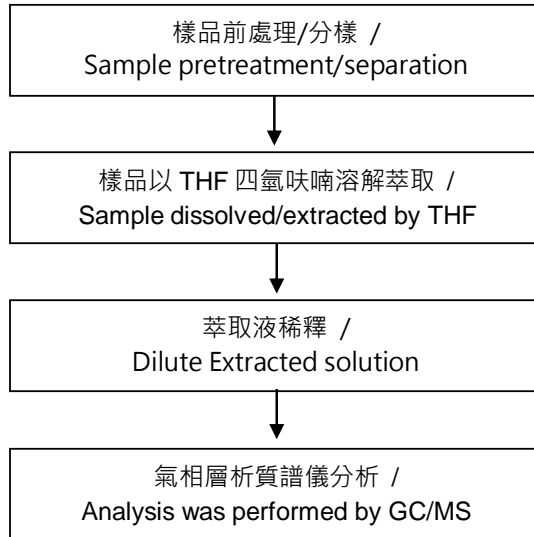 樣品前處理/分樣 /
Sample pretreatment/separation
樣品以 THF 四氫呋喃溶解萃取 /
Sample dissolved/extracted by THF
萃取液稀釋 /
Dilute Extracted solution
氣相層析質譜儀分析 /
Analysis was performed by GC/MS